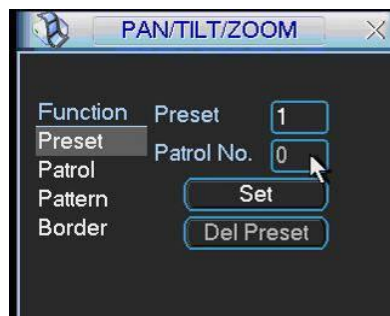 PAN/TILT/ZOOM
Function Preset 1
Preset
Patrol No. 0
Patrol
Pattern Set
Border Del Preset